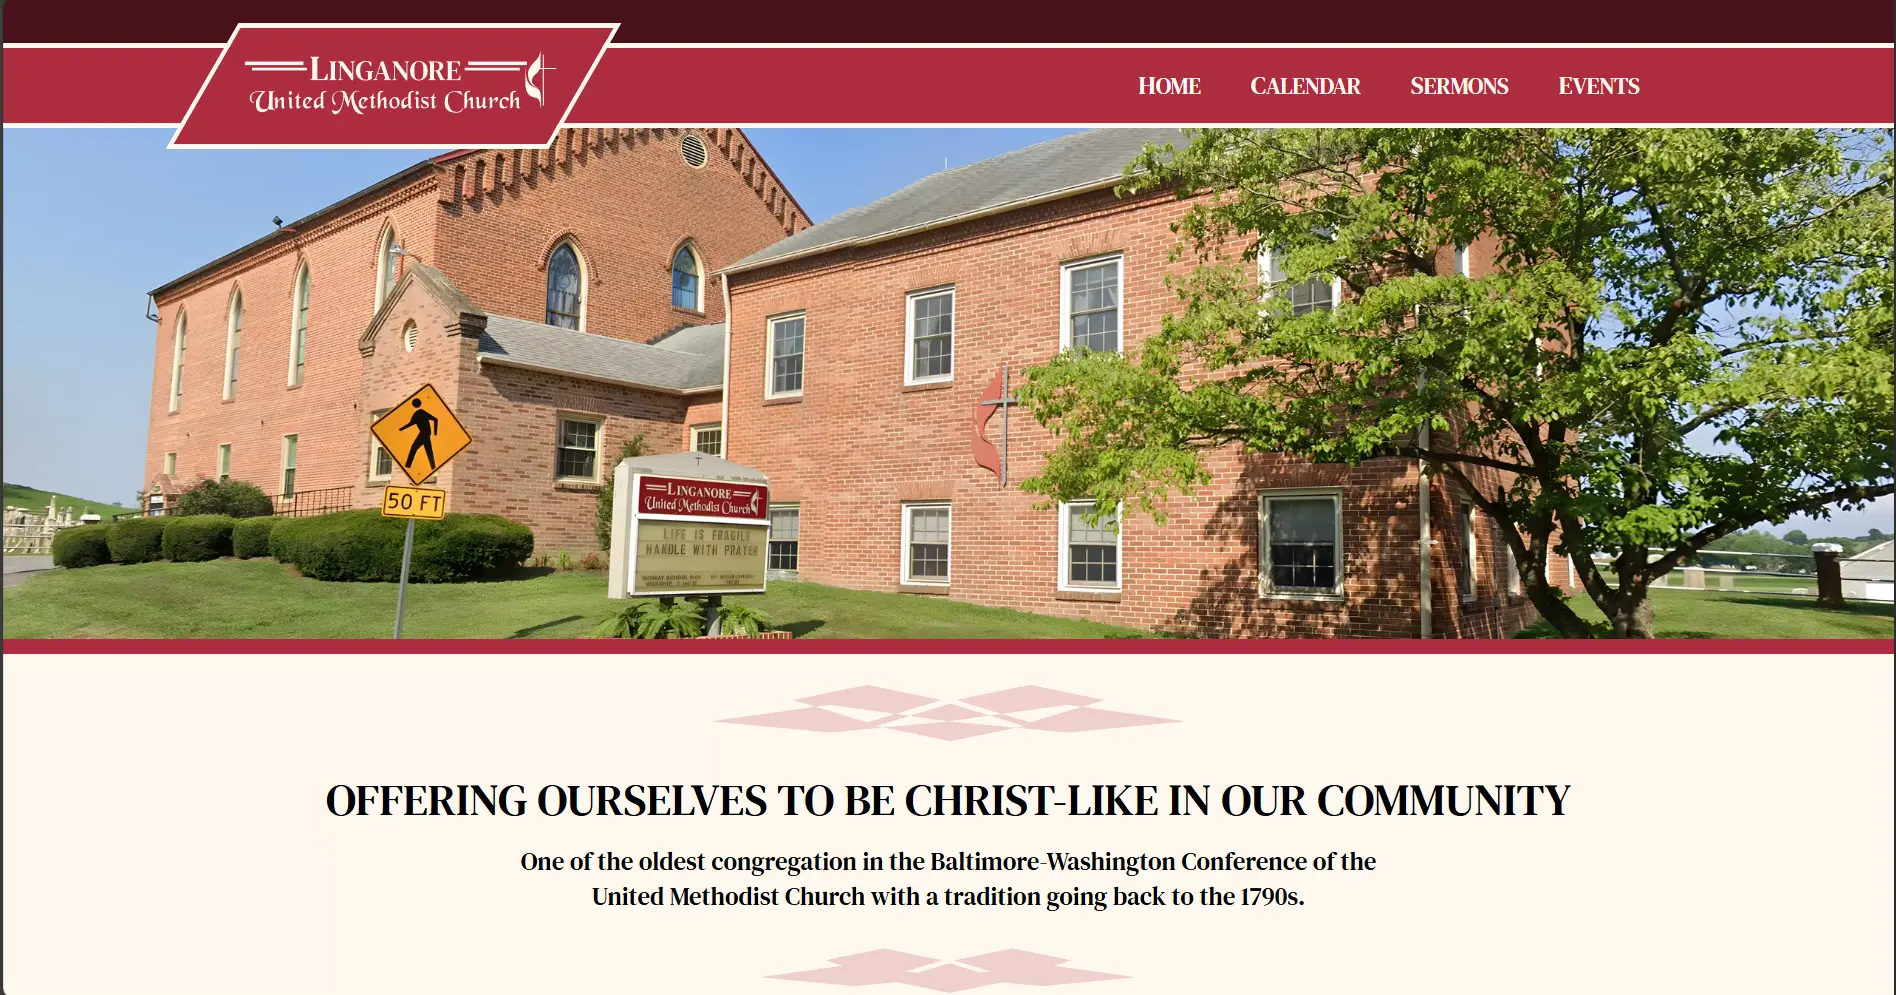 LINGANORE
United Methodist Church
HOME CALENDAR SERMONS EVENTS
50 FT
LINGANORE
United Methodist Church
LIFE IS FRAGILE
HANDLE WITH PRAYER
OFFERING OURSELVES TO BE CHRIST-LIKE IN OUR COMMUNITY
One of the oldest congregation in the Baltimore-Washington Conference of the
United Methodist Church with a tradition going back to the 1790s.